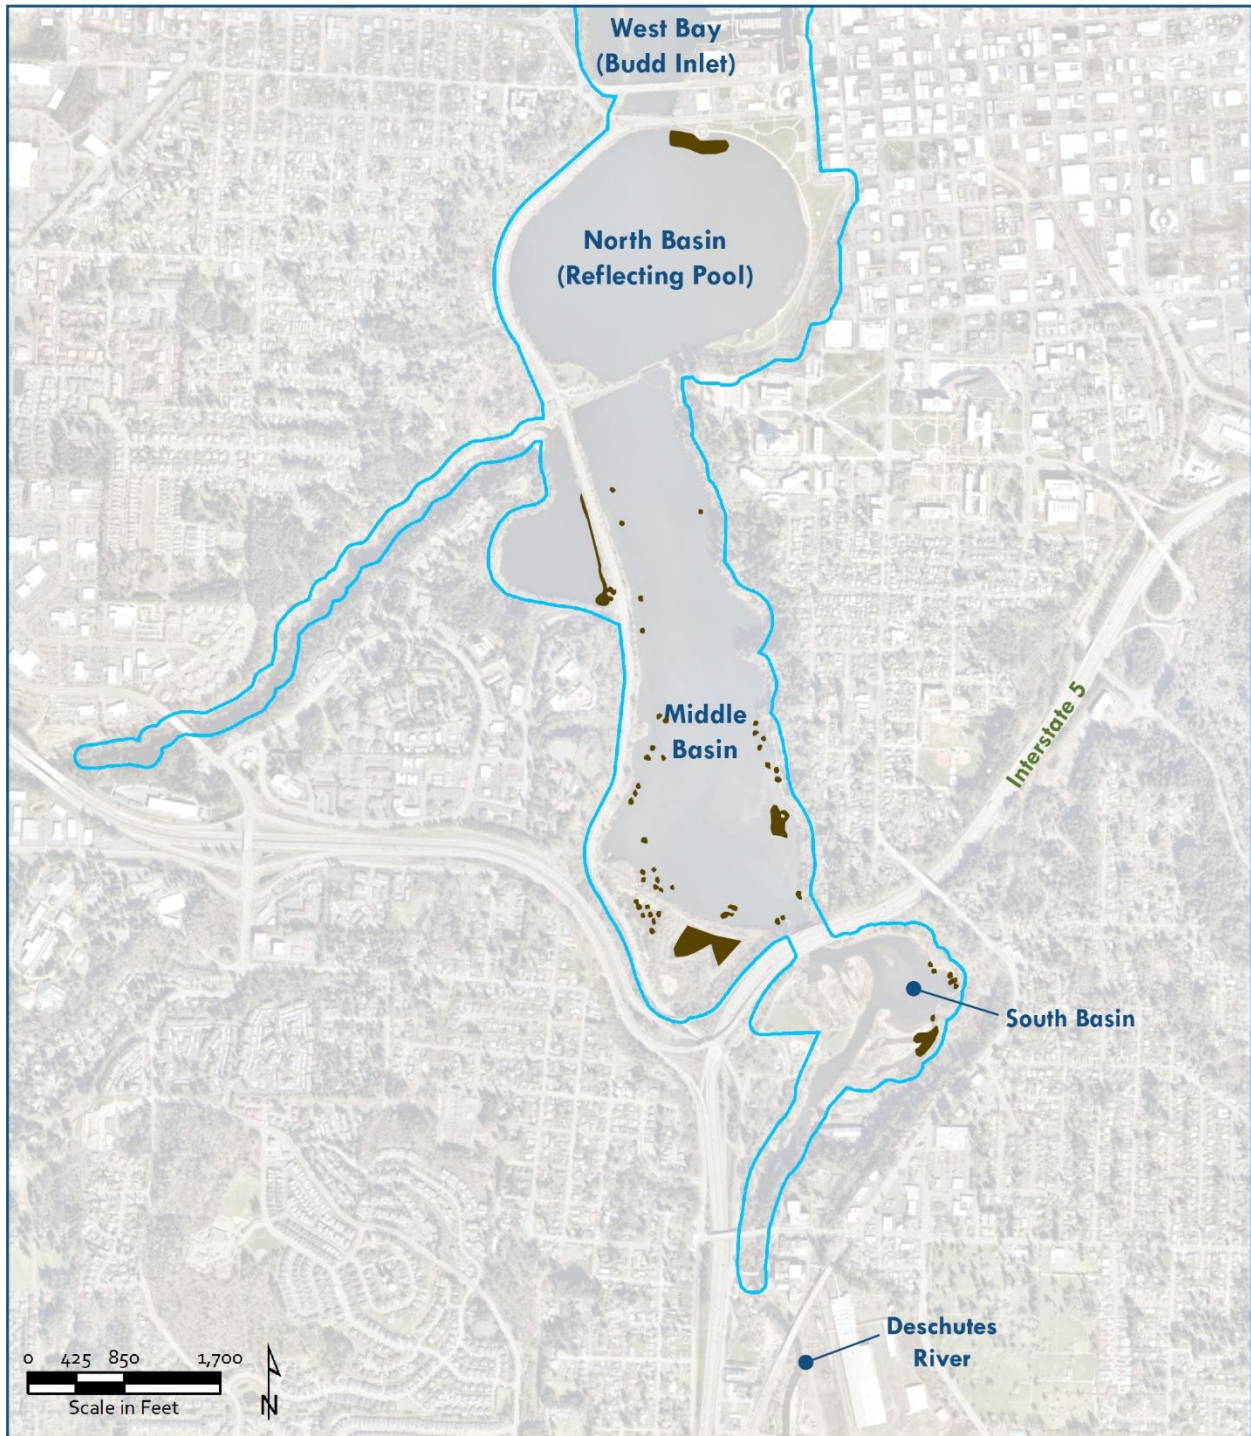 West Bay
(Budd Inlet)
North Basin
(Reflecting Pool)
Middle
Basin
Interstate 5
South Basin
Deschutes
River
0 425 850 1,700
Scale in Feet
N